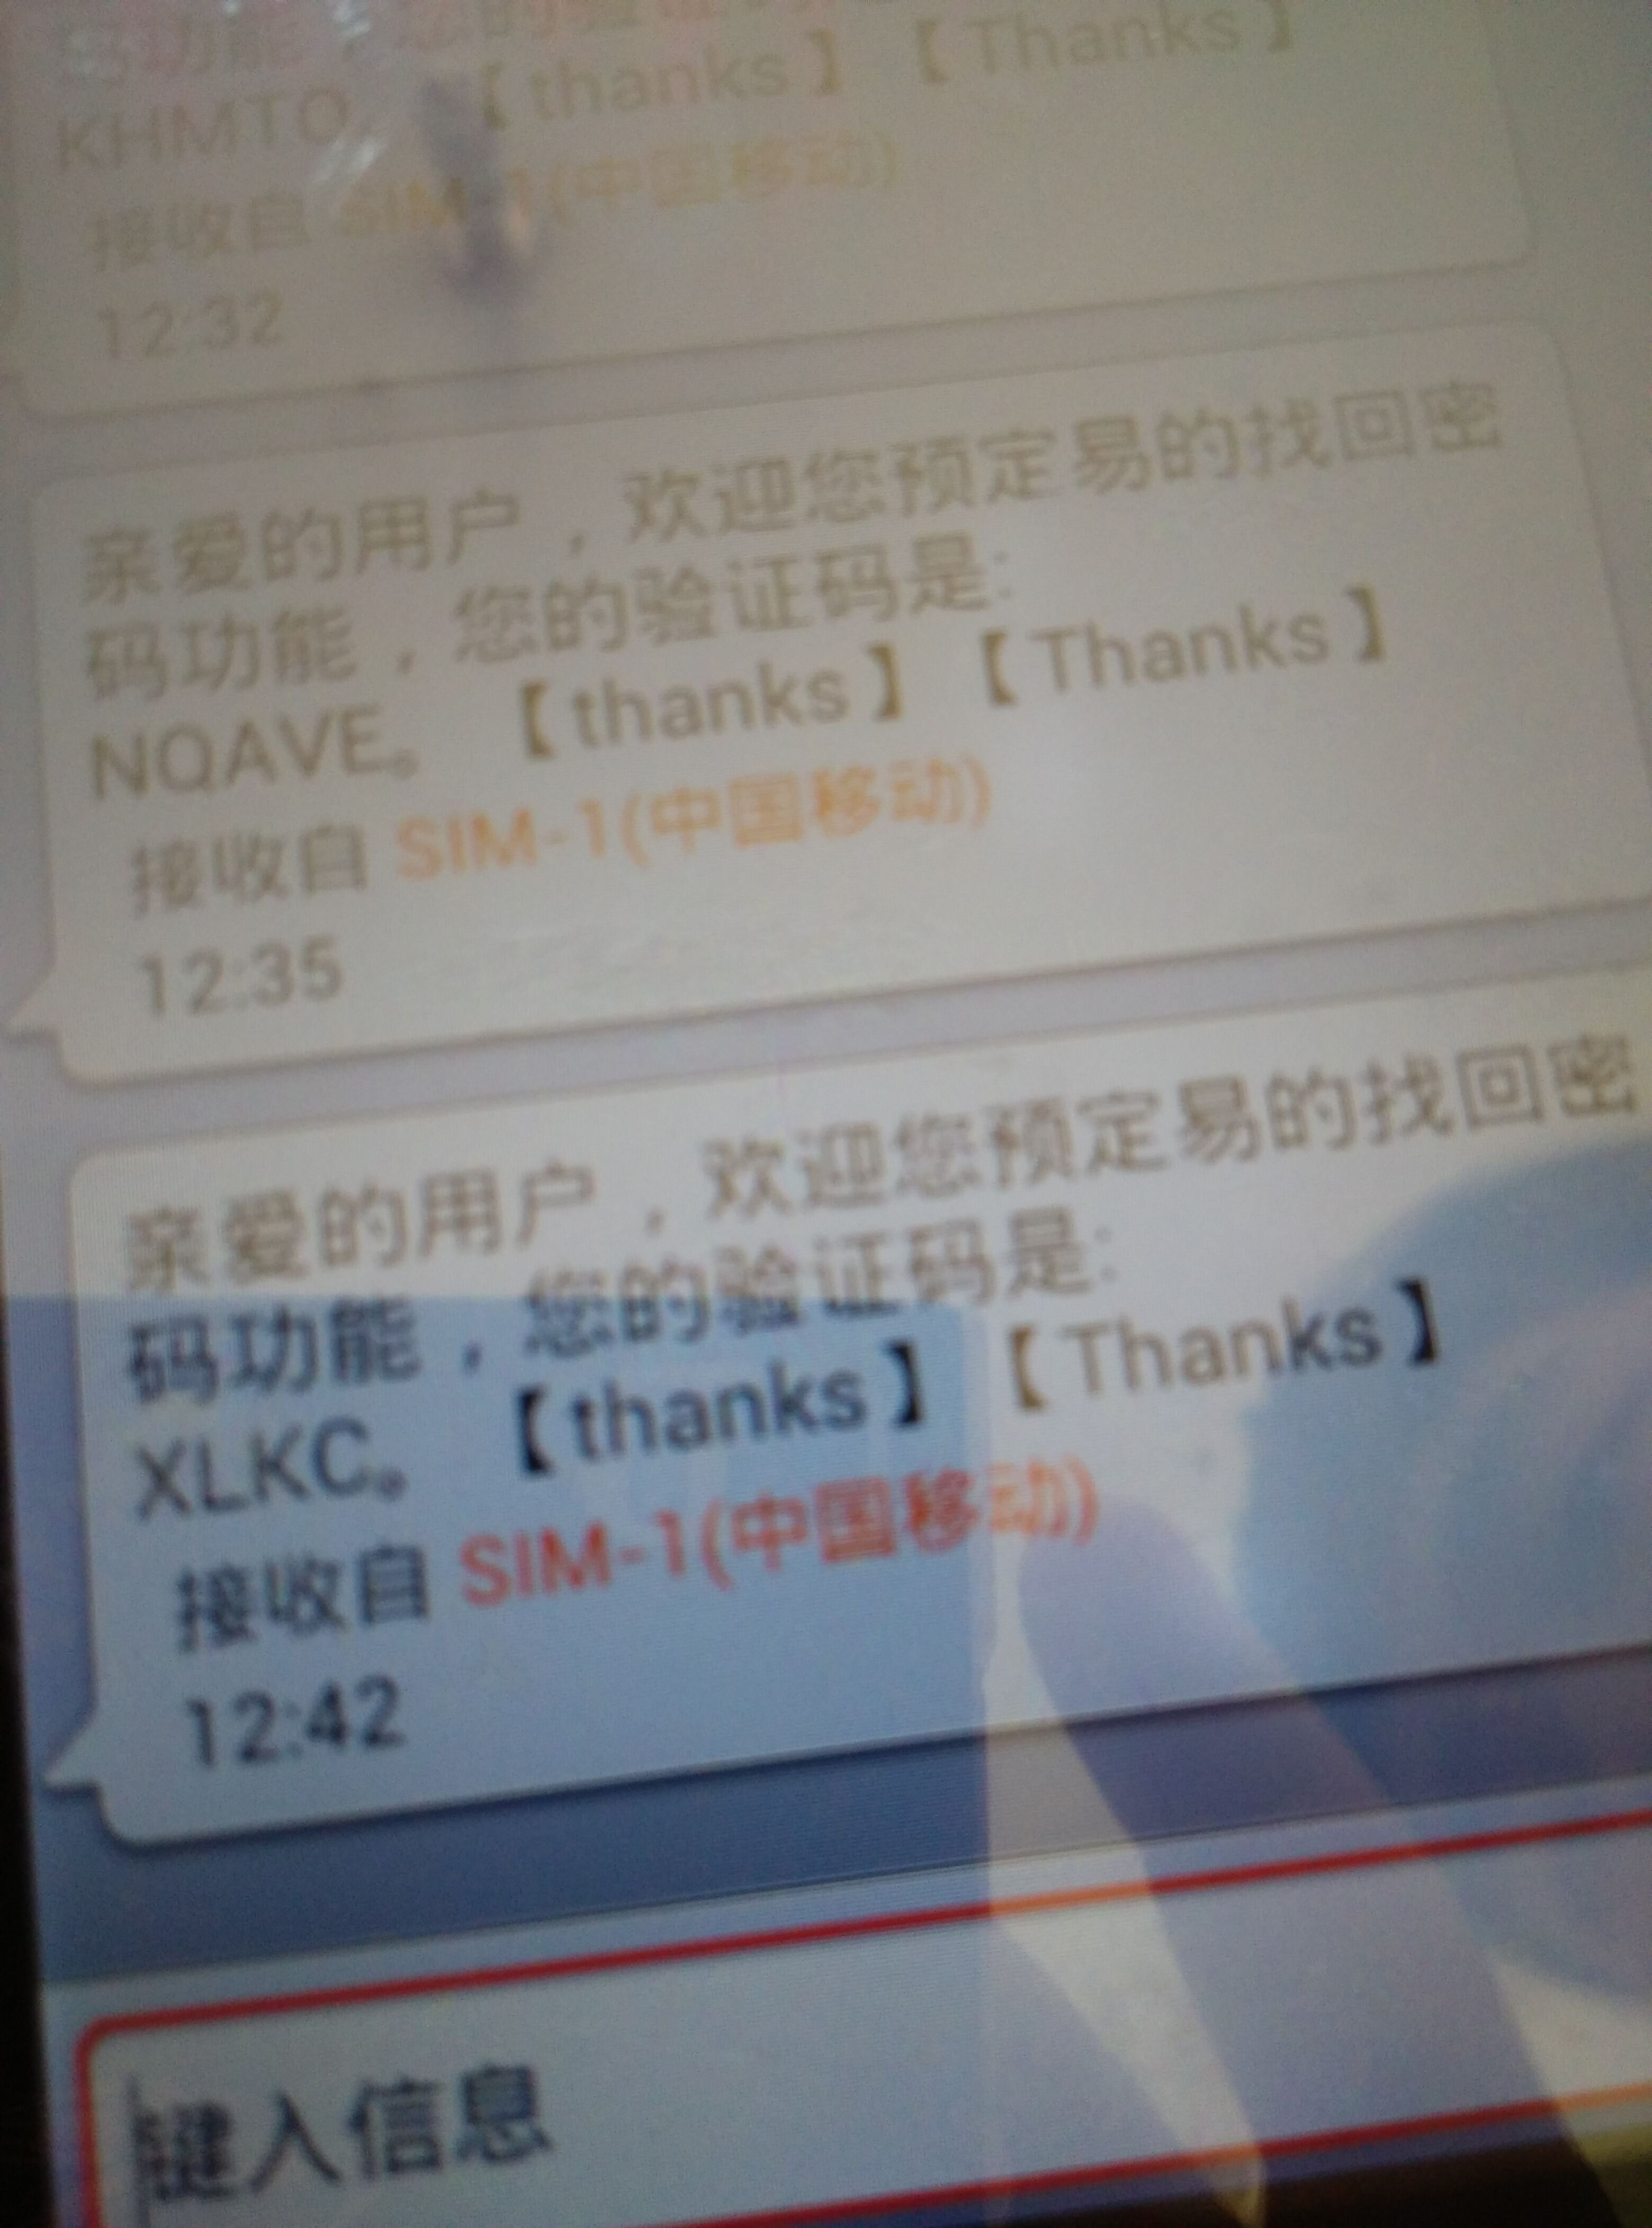 码功能，您的验证
KHMTO。【thanks】【Thanks】
接收自 SIM-1(中国移动)
12:32
亲爱的用户，欢迎您预定易的找回密
码功能，您的验证码是:
NQAVE。【thanks】【Thanks】
接收自 SIM-1(中国移动)
12:35
亲爱的用户，欢迎您预定易的找回密
码功能，您的验证码是:
XLKC。【thanks】【Thanks】
接收自 SIM-1(中国移动)
12:42
键入信息